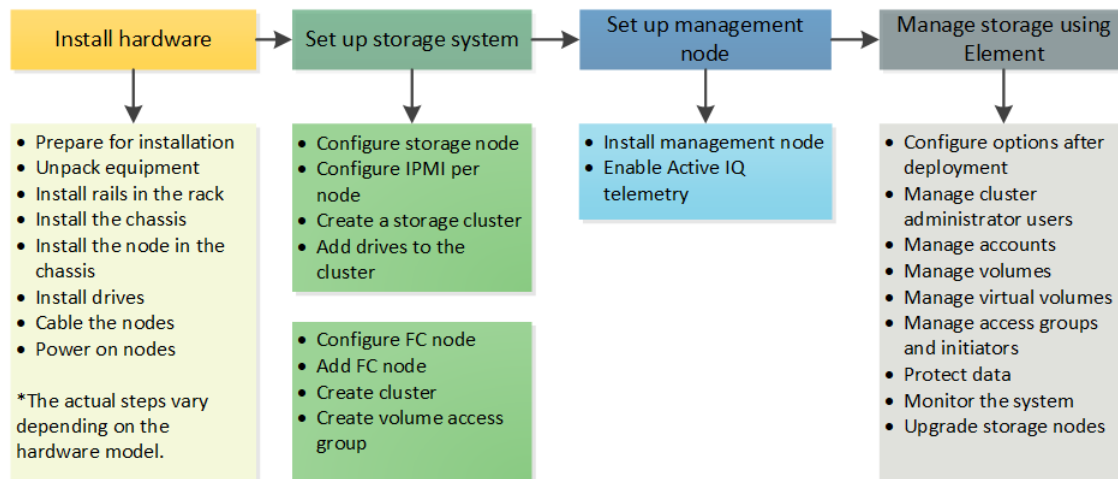 Install hardware
Set up storage system
Set up management
node
Manage storage using
Element
• Prepare for installation
• Unpack equipment
• Install rails in the rack
• Install the chassis
• Install the node in the
chassis
• Install drives
• Cable the nodes
• Power on nodes
*The actual steps vary
depending on the
hardware model.
• Configure storage node
• Configure IPMI per
node
• Create a storage cluster
• Add drives to the
cluster
• Configure FC node
• Add FC node
• Create cluster
• Create volume access
group
• Install management node
• Enable Active IQ
telemetry
• Configure options after
deployment
• Manage cluster
administrator users
• Manage accounts
• Manage volumes
• Manage virtual volumes
• Manage access groups
and initiators
• Protect data
• Monitor the system
• Upgrade storage nodes